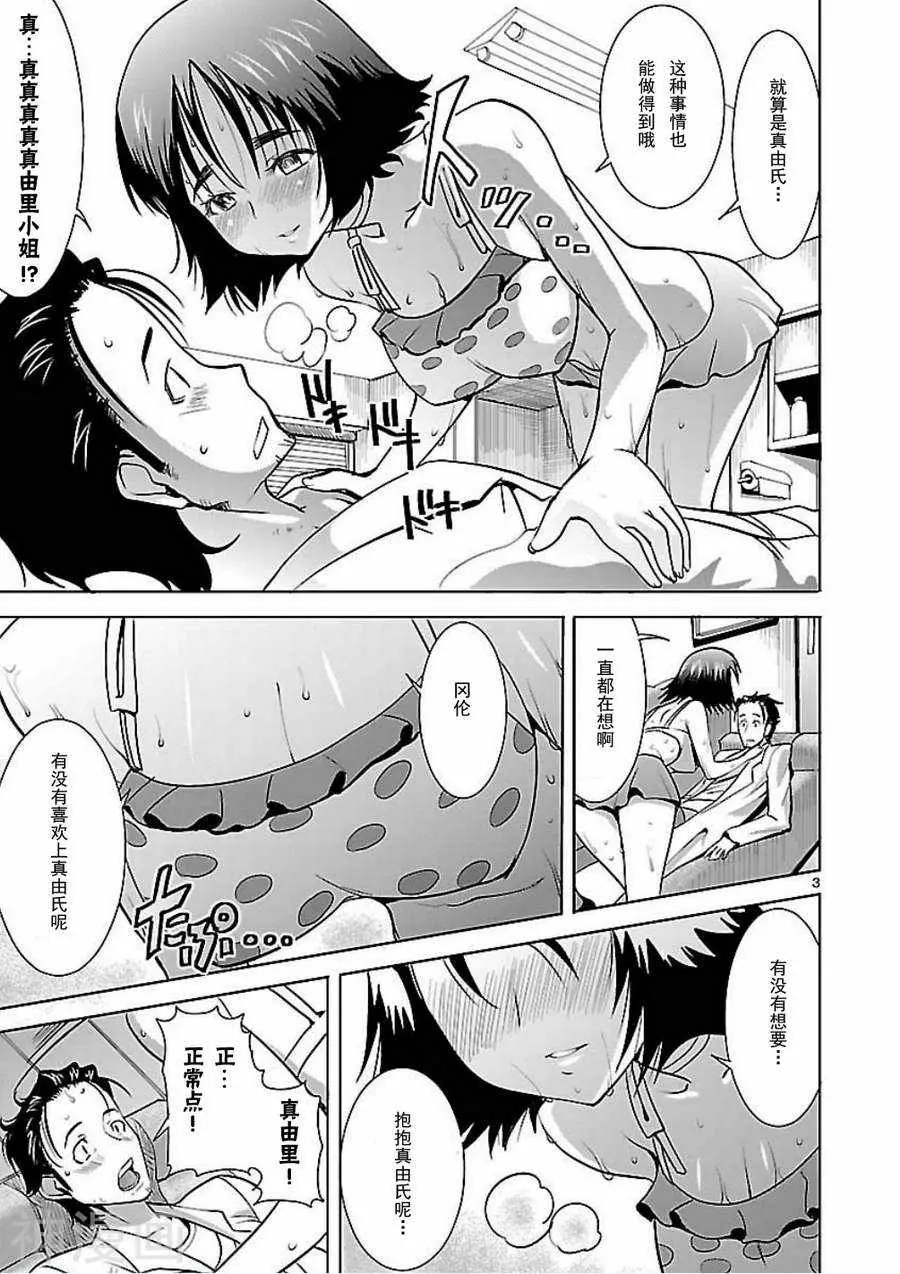 就算是真由氏…
这种事情也
能做得到哦
真…真真真真真由里小姐!?
ドキ
ドキ
ドキ
一直都在想啊
冈伦
有没有喜欢上真由氏呢
たぷ…
3
有没有想要…
抱抱真由氏呢…
真由里!
正…
正常点!